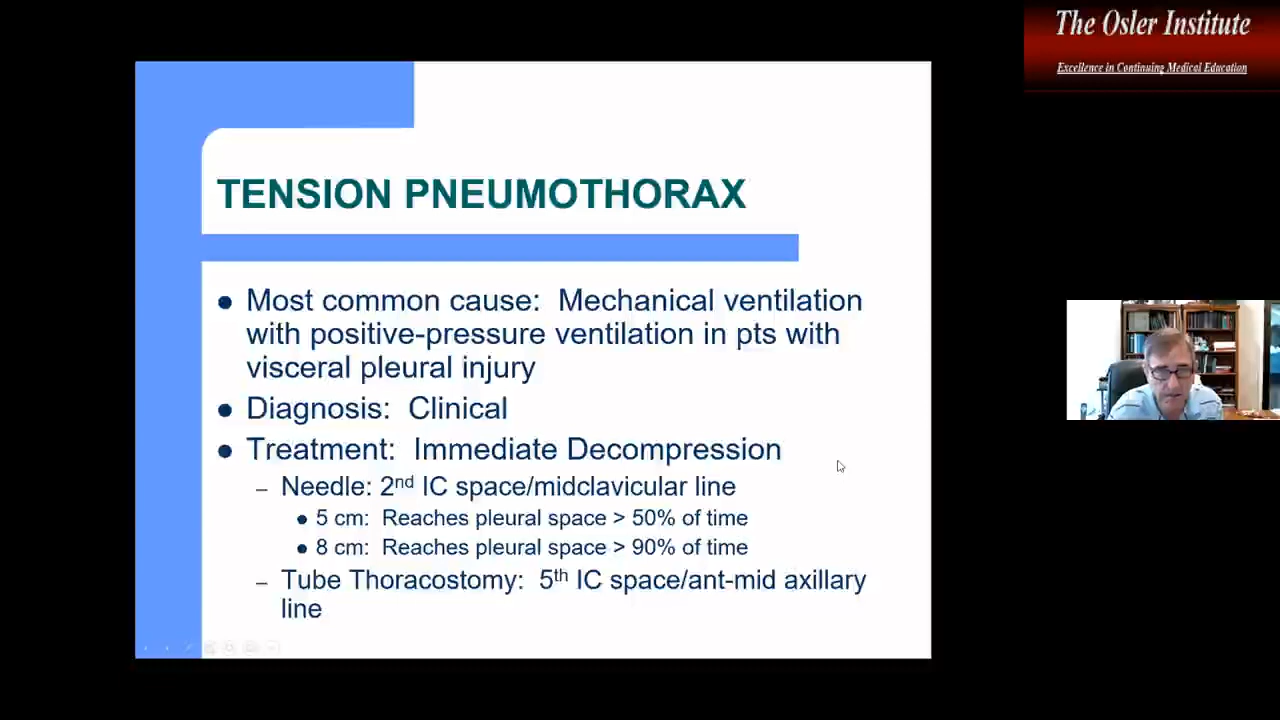 The Osler Institute
Excellence in Continuing Medical Education
TENSION PNEUMOTHORAX
Most common cause: Mechanical ventilation
with positive-pressure ventilation in pts with
visceral pleural injury
Diagnosis: Clinical
Treatment: Immediate Decompression
– Needle: 2nd IC space/midclavicular line
5 cm: Reaches pleural space > 50% of time
8 cm: Reaches pleural space > 90% of time
– Tube Thoracostomy: 5th IC space/ant-mid axillary
line